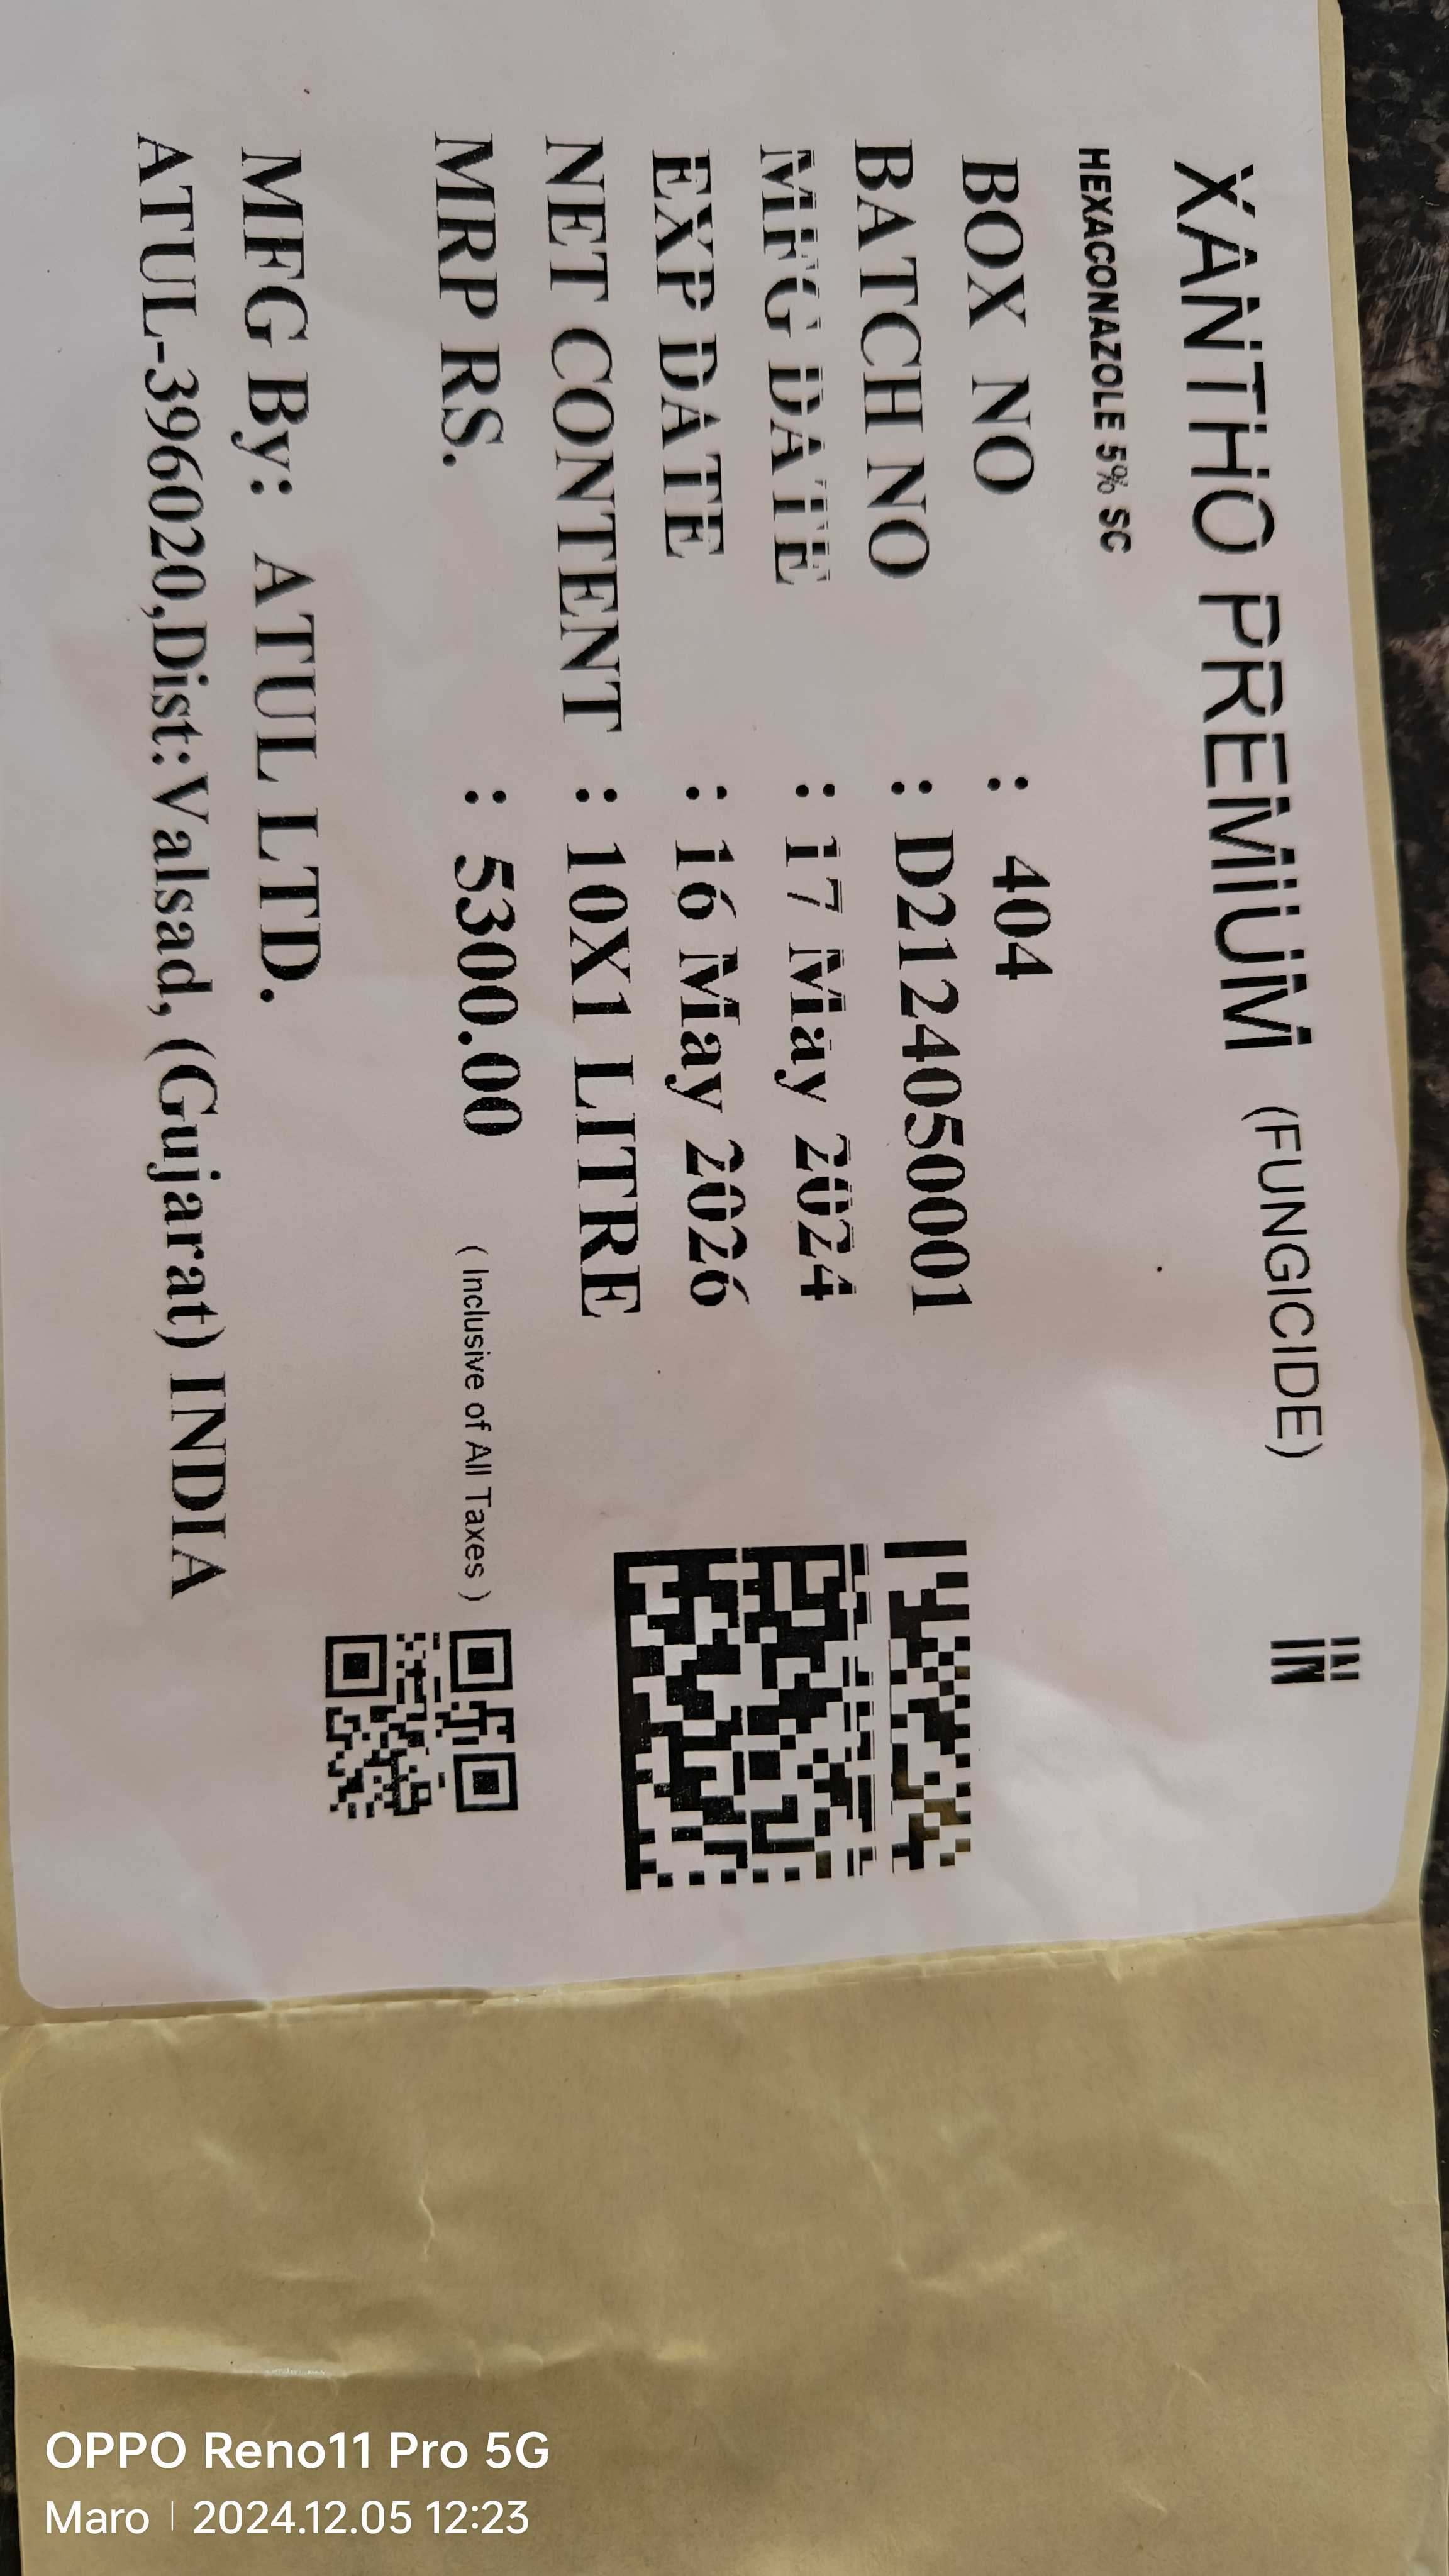 XANTHO PREMIUM (FUNGICIDE) IN
HEXACONAZOLE 5% SC
BOX NO : 404
BATCH NO : D2124050001
MFG DATE : 17 May 2024
EXP DATE : 16 May 2026
NET CONTENT : 10X1 LITRE
MRP RS. : 5300.00 ( Inclusive of All Taxes )
MFG By: ATUL LTD.
ATUL-396020,Dist:Valsad, (Gujarat) INDIA
OPPO Reno11 Pro 5G
Maro | 2024.12.05 12:23